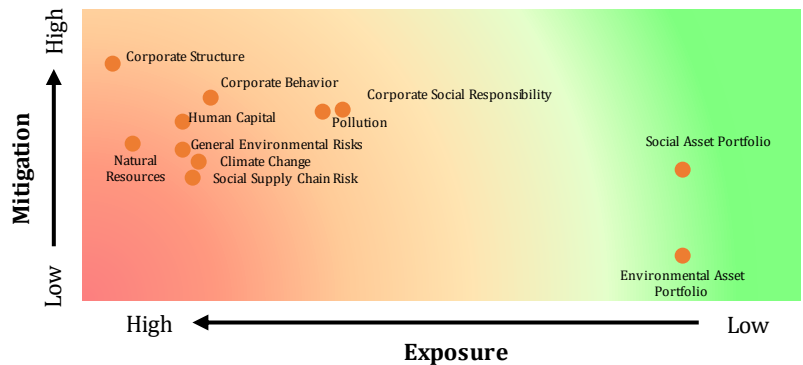 High
Mitigation
Low
Corporate Structure
Corporate Behavior
Corporate Social Responsibility
Human Capital
Pollution
General Environmental Risks
Social Asset Portfolio
Natural
Resources
Climate Change
Social Supply Chain Risk
Environmental Asset
Portfolio
High
Low
Exposure